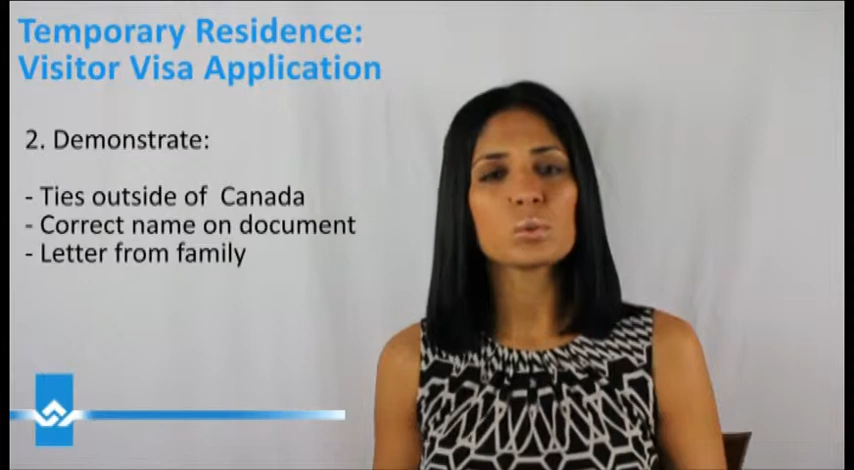 Temporary Residence:
Visitor Visa Application
2. Demonstrate:
- Ties outside of Canada
- Correct name on document
- Letter from family